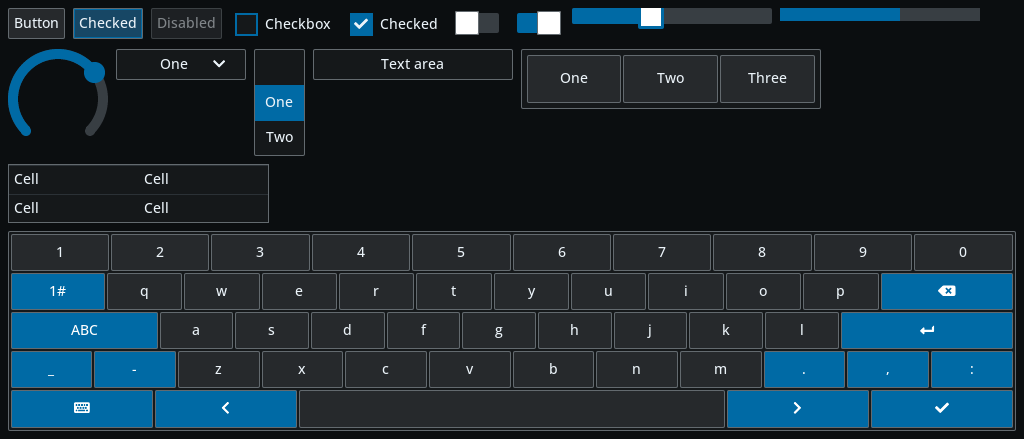 Button Checked Disabled Checkbox Checked
One One Two Text area One Two Three
Cell Cell
Cell Cell
1 2 3 4 5 6 7 8 9 0
1# q w e r t y u i o p
ABC a s d f g h j k l
_ - z x c v b n m . , :